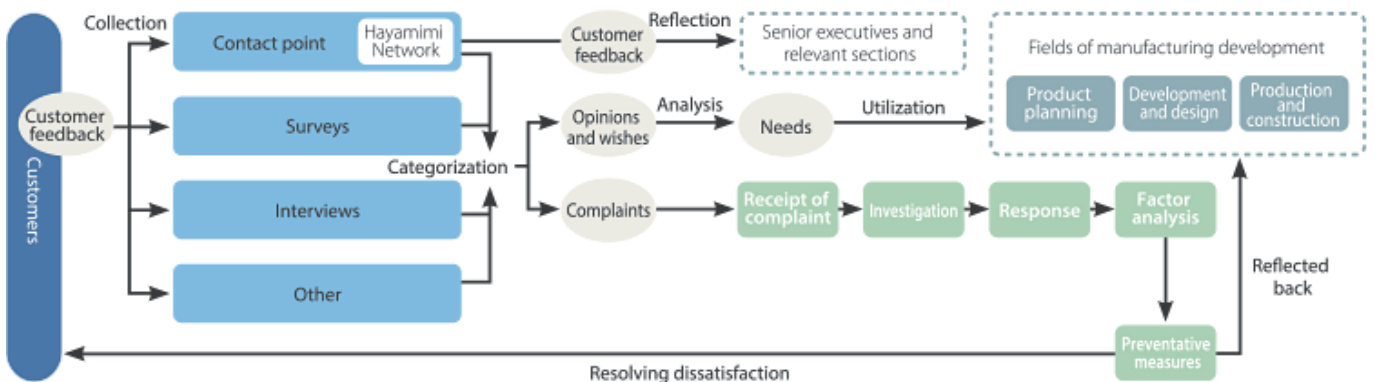 Collection
Contact point
Hayamimi
Network
Customer
feedback
Reflection
Senior executives and
relevant sections
Fields of manufacturing development
Product
planning
Development
and design
Production
and
construction
Customer
feedback
Customers
Surveys
Opinions
and wishes
Analysis
Needs
Utilization
Categorization
Interviews
Complaints
Receipt of
complaint
Investigation
Response
Factor
analysis
Other
Reflected
back
Preventative
measures
Resolving dissatisfaction